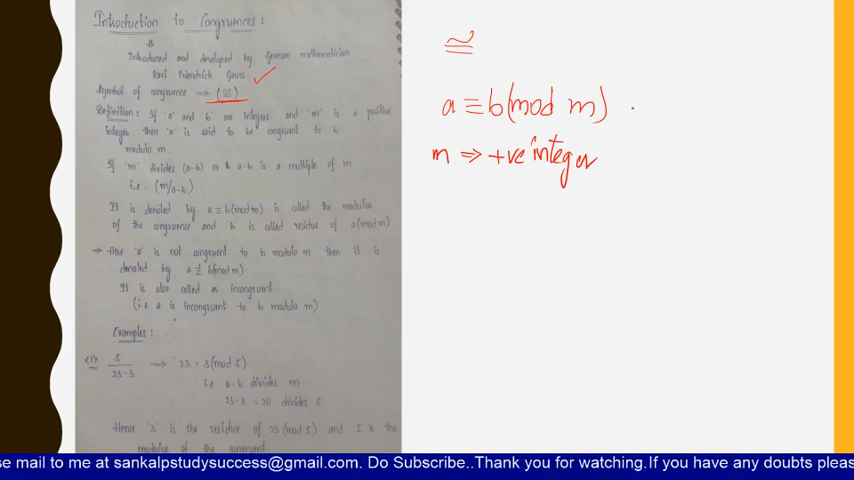 Introduction to Congruences :
Introduced and developed by German mathematician
Karl Friedrich Gauss
Symbol of congruence ⟹ (≅)
Definition : If 'a' and 'b' are integers and 'm' is a positive
integer, then 'a' is said to be congruent to b
modulo m.
If 'm' divides (a-b) or a-b is a multiple of m
i.e (m/a-b)
It is denoted by a ≡ b(mod m) is called the modulus
of the congruence and 'b' is called residue of a(mod m)
⇒ Here 'a' is not congruent to b modulo m then it is
denoted by a ≢ b(mod m)
It is also called as incongruent.
(i.e a is incongruent to b modulo m)
Examples :
<1> 5/23-3 ⟹ 23 ≡ 3(mod 5)
i.e a-b divides m
23-3 = 20 divides 5
Hence '3' is the residue of 23 (mod 5) and 5 is the
modulus of the congruent
≅
a ≡ b(mod m)
m ⇒ +ve integer
se mail to me at sankalpstudysuccess@gmail.com. Do Subscribe..Thank you for watching.If you have any doubts pleas